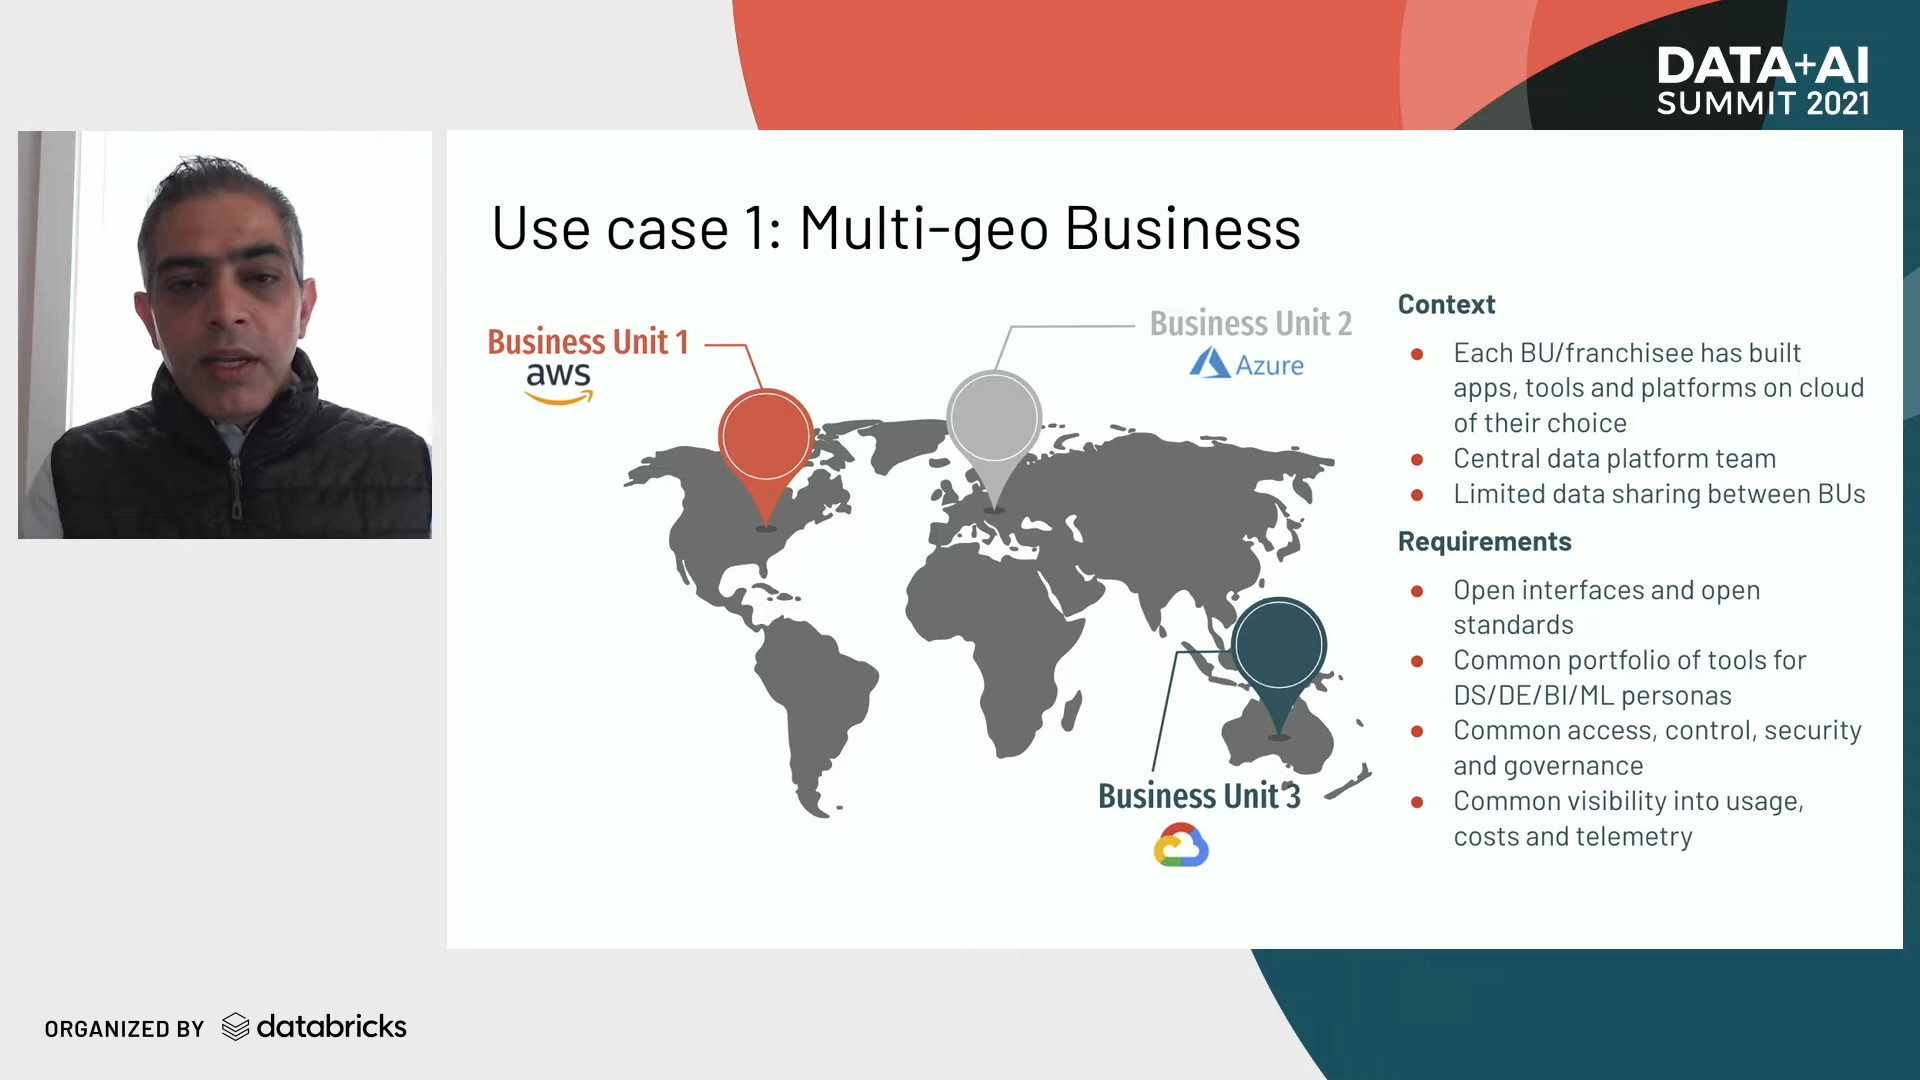 DATA+AI
SUMMIT 2021
Use case 1: Multi-geo Business
Business Unit 1
aws
Business Unit 2
Azure
Business Unit 3
Context
Each BU/franchisee has built
apps, tools and platforms on cloud
of their choice
Central data platform team
Limited data sharing between BUs
Requirements
Open interfaces and open
standards
Common portfolio of tools for
DS/DE/BI/ML personas
Common access, control, security
and governance
Common visibility into usage,
costs and telemetry
ORGANIZED BY databricks